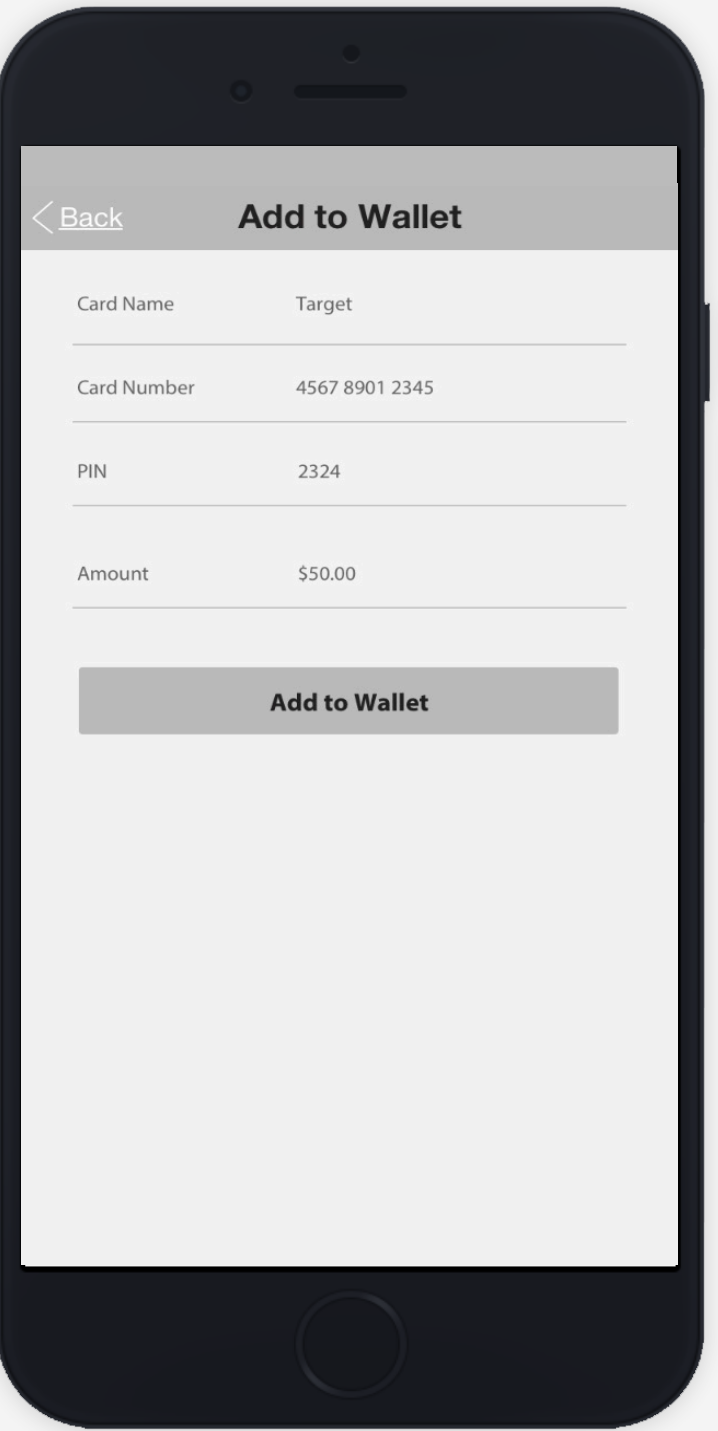 Back Add to Wallet
Card Name Target
Card Number 4567 8901 2345
PIN 2324
Amount $50.00
Add to Wallet